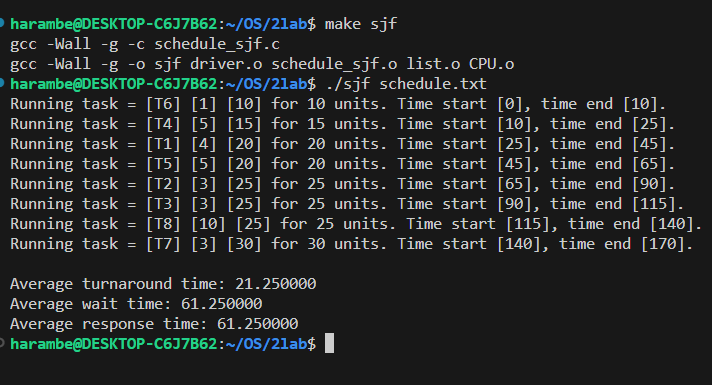 harambe@DESKTOP-C6J7B62:~/OS/2lab$ make sjf
gcc -Wall -g -c schedule_sjf.c
gcc -Wall -g -o sjf driver.o schedule_sjf.o list.o CPU.o
harambe@DESKTOP-C6J7B62:~/OS/2lab$ ./sjf schedule.txt
Running task = [T6] [1] [10] for 10 units. Time start [0], time end [10].
Running task = [T4] [5] [15] for 15 units. Time start [10], time end [25].
Running task = [T1] [4] [20] for 20 units. Time start [25], time end [45].
Running task = [T5] [5] [20] for 20 units. Time start [45], time end [65].
Running task = [T2] [3] [25] for 25 units. Time start [65], time end [90].
Running task = [T3] [3] [25] for 25 units. Time start [90], time end [115].
Running task = [T8] [10] [25] for 25 units. Time start [115], time end [140].
Running task = [T7] [3] [30] for 30 units. Time start [140], time end [170].
Average turnaround time: 21.250000
Average wait time: 61.250000
Average response time: 61.250000
harambe@DESKTOP-C6J7B62:~/OS/2lab$